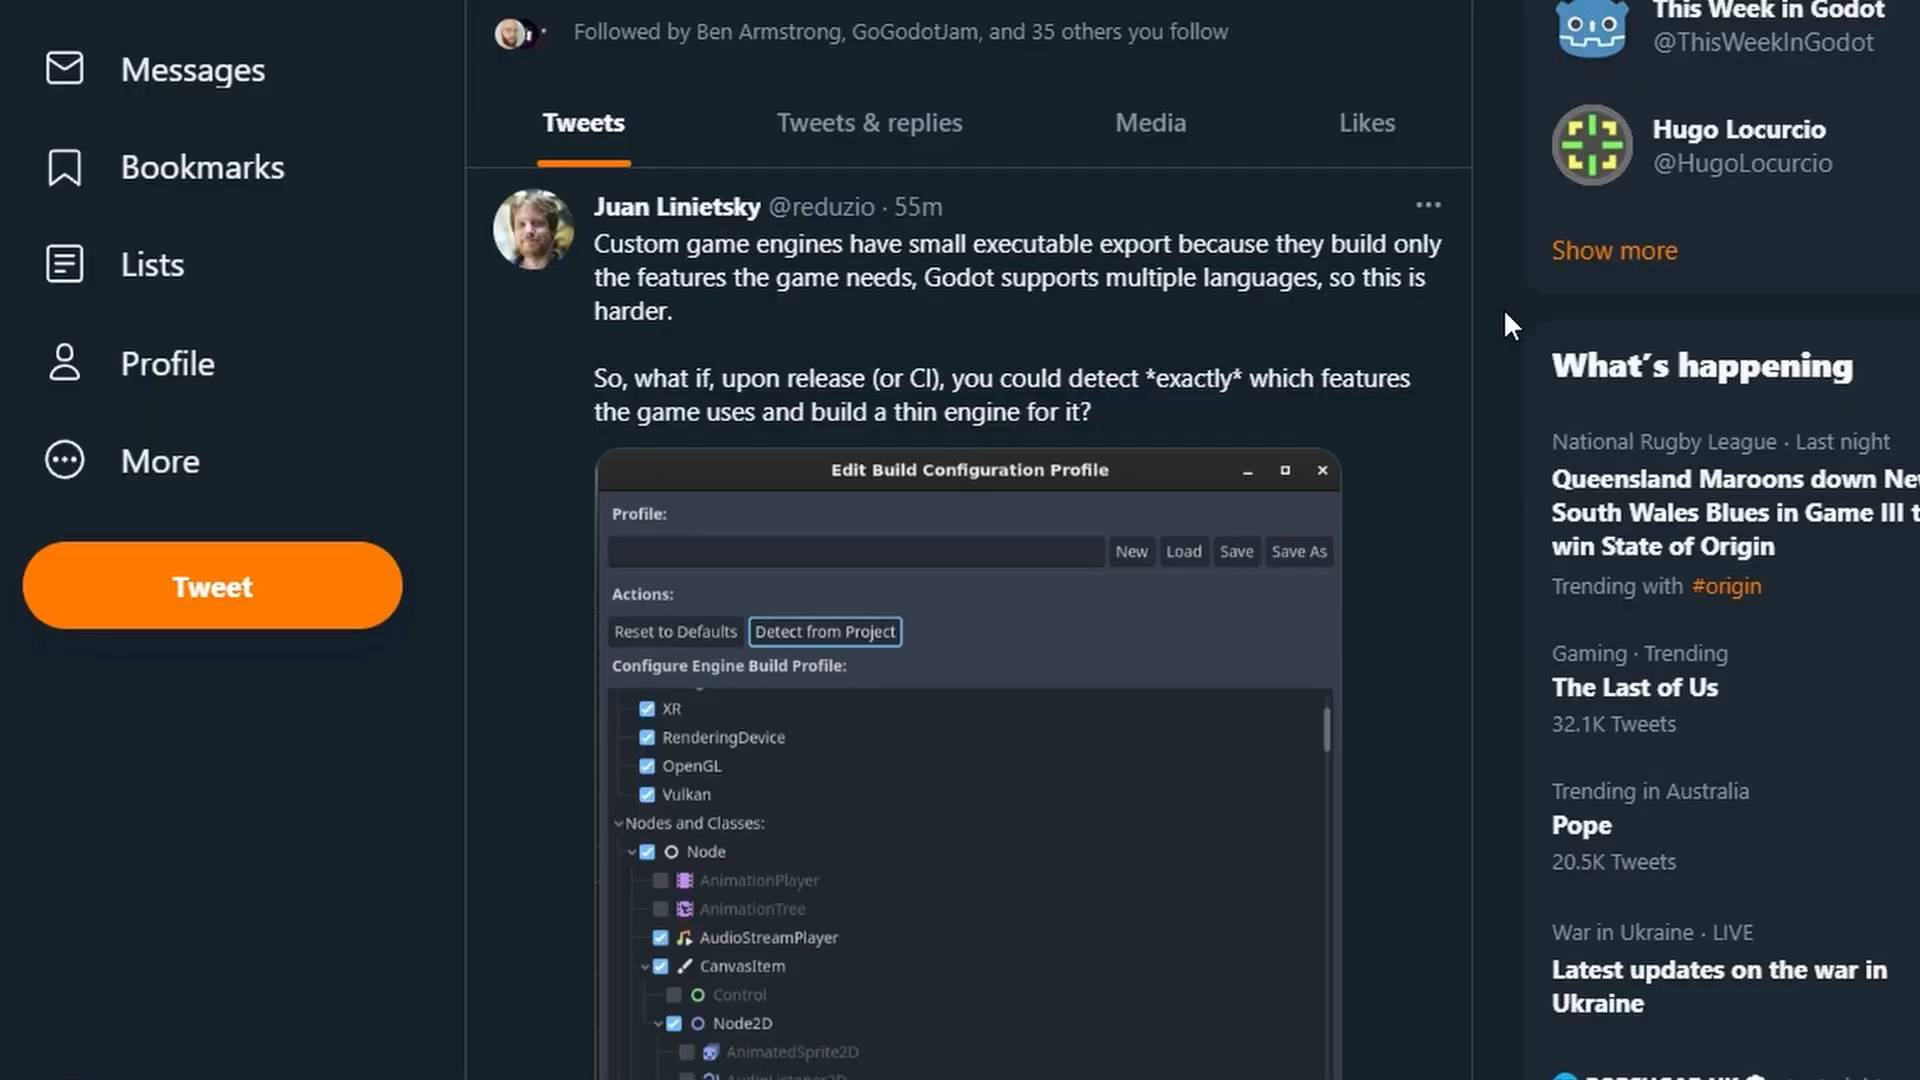 Messages
Bookmarks
Lists
Profile
More
Tweet
Followed by Ben Armstrong, GoGodotJam, and 35 others you follow
Tweets
Tweets & replies
Media
Likes
Juan Linietsky @reduzio · 55m
Custom game engines have small executable export because they build only
the features the game needs, Godot supports multiple languages, so this is
harder.
So, what if, upon release (or CI), you could detect *exactly* which features
the game uses and build a thin engine for it?
Edit Build Configuration Profile
Profile:
New
Load
Save
Save As
Actions:
Reset to Defaults
Detect from Project
Configure Engine Build Profile:
XR
RenderingDevice
OpenGL
Vulkan
Nodes and Classes:
Node
AnimationPlayer
AnimationTree
AudioStreamPlayer
CanvasItem
Control
Node2D
AnimatedSprite2D
AudioListener2D
This Week in Godot
@ThisWeekInGodot
Hugo Locurcio
@HugoLocurcio
Show more
What's happening
National Rugby League · Last night
Queensland Maroons down Ne
South Wales Blues in Game III t
win State of Origin
Trending with #origin
Gaming · Trending
The Last of Us
32.1K Tweets
Trending in Australia
Pope
20.5K Tweets
War in Ukraine · LIVE
Latest updates on the war in
Ukraine